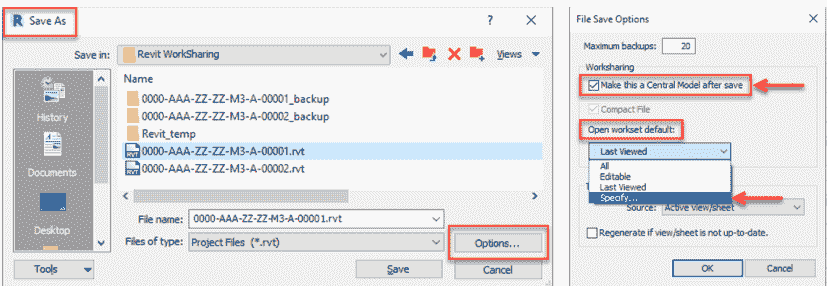 Save As
Save in: Revit WorkSharing Views
Name
0000-AAA-ZZ-ZZ-M3-A-00001_backup
0000-AAA-ZZ-ZZ-M3-A-00002_backup
Revit_temp
0000-AAA-ZZ-ZZ-M3-A-00001.rvt
0000-AAA-ZZ-ZZ-M3-A-00002.rvt
History
Documents
Desktop
File name: 0000-AAA-ZZ-ZZ-M3-A-00001.rvt
Files of type: Project Files (*.rvt)
Options...
Tools
Save
Cancel
File Save Options
Maximum backups: 20
Worksharing
Make this a Central Model after save
Compact File
Open workset default:
Last Viewed
All
Editable
Last Viewed
Specify...
Source: Active view/sheet
Regenerate if view/sheet is not up-to-date.
OK Cancel